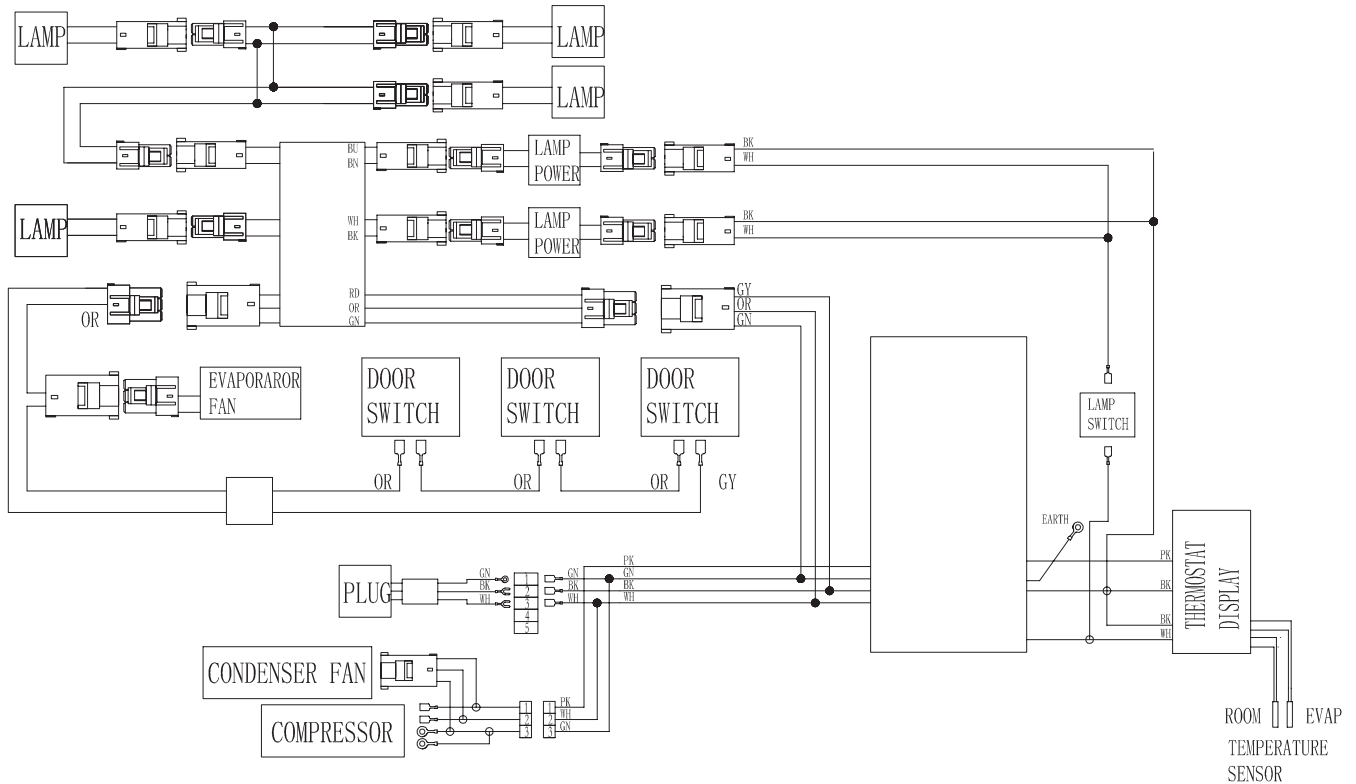 LAMP
LAMP
LAMP
BU
BN
LAMP
POWER
BK
WH
LAMP
WH
BK
LAMP
POWER
BK
WH
RD
OR
GN
GY
OR
GN
OR
EVAPORAROR
FAN
DOOR
SWITCH
DOOR
SWITCH
DOOR
SWITCH
LAMP
SWITCH
OR
OR
OR
GY
EARTH
PLUG
GN
BK
WH
1
2
3
4
5
GN
BK
WH
PK
GN
BK
WH
PK
BK
BK
WH
THERMOSTAT
DISPLAY
CONDENSER FAN
COMPRESSOR
1
2
3
1
2
3
PK
WH
GN
ROOM
EVAP
TEMPERATURE
SENSOR